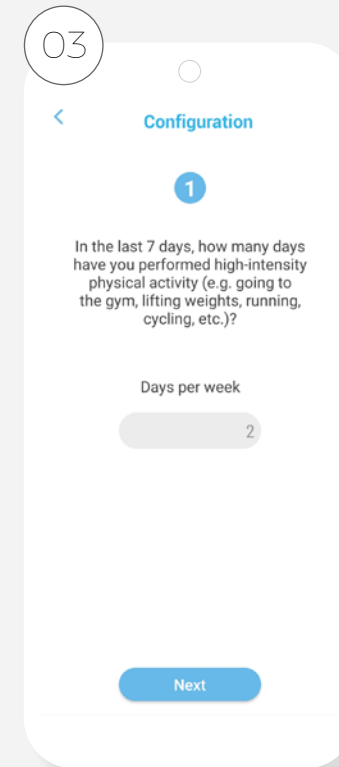 03
Configuration
1
In the last 7 days, how many days
have you performed high-intensity
physical activity (e.g. going to
the gym, lifting weights, running,
cycling, etc.)?
Days per week
2
Next